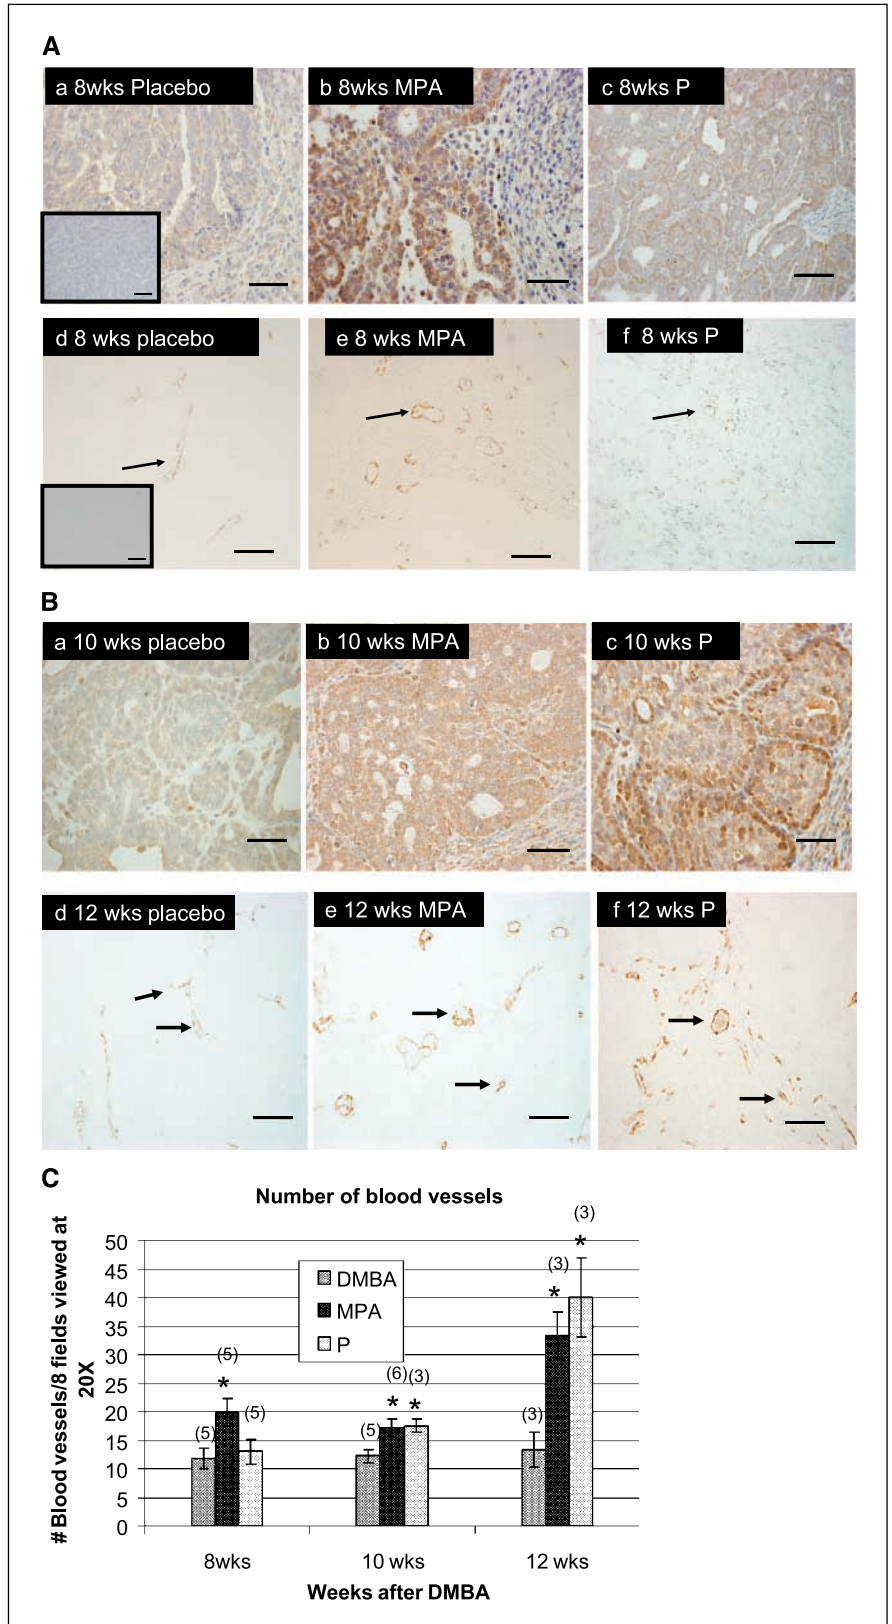 A
a 8wks Placebo
b 8wks MPA
c 8wks P
d 8 wks placebo
e 8 wks MPA
f 8 wks P
B
a 10 wks placebo
b 10 wks MPA
c 10 wks P
d 12 wks placebo
e 12 wks MPA
f 12 wks P
C
Number of blood vessels
# Blood vessels/8 fields viewed at
20X
50
45
40
35
30
25
20
15
10
5
0
DMBA
MPA
P
(5)
(5)
*
(5)
(5)
(6)
*
(3)
*
(3)
(3)
*
(3)
*
8wks
10 wks
12 wks
Weeks after DMBA